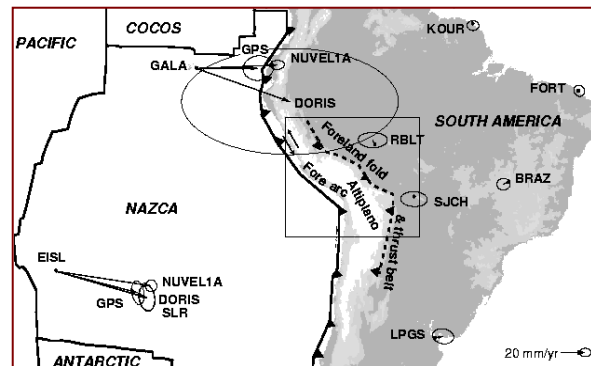 COCOS
PACIFIC
KOUR
GPS
NUVEL1A
GALA
FORT
DORIS
SOUTH AMERICA
Foreland fold
RBLT
Fore arc
Altiplano
BRAZ
SJCH
NAZCA
& thrust belt
EISL
NUVEL1A
GPS
DORIS
SLR
LPGS
20 mm/yr
ANTARCTIC